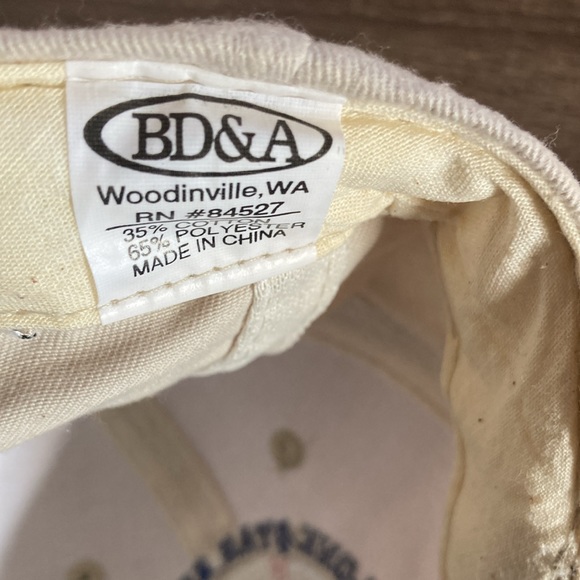 BD&A
Woodinville, WA
RN #84527
35% COTTON
65% POLYESTER
MADE IN CHINA